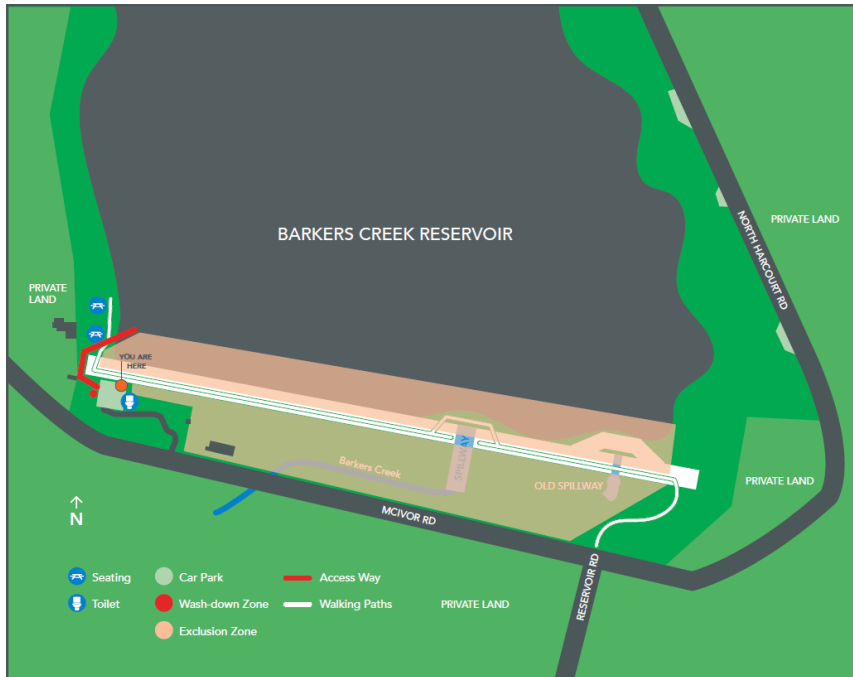 BARKERS CREEK RESERVOIR
NORTH HARCOURT RD
PRIVATE LAND
PRIVATE
LAND
YOU ARE
HERE
SPILLWAY
Barkers Creek
OLD SPILLWAY
PRIVATE LAND
MCIVOR RD
N
RESERVOIR RD
Seating
Car Park
Access Way
Toilet
Wash-down Zone
Walking Paths
PRIVATE LAND
Exclusion Zone